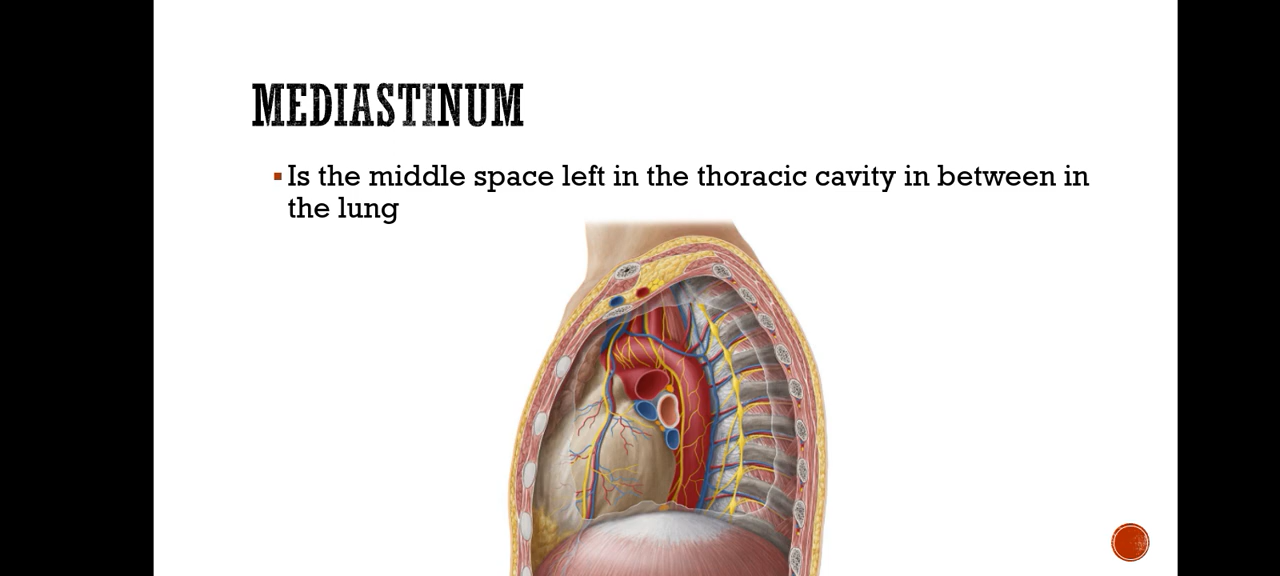 MEDIASTINUM
Is the middle space left in the thoracic cavity in between in
the lung